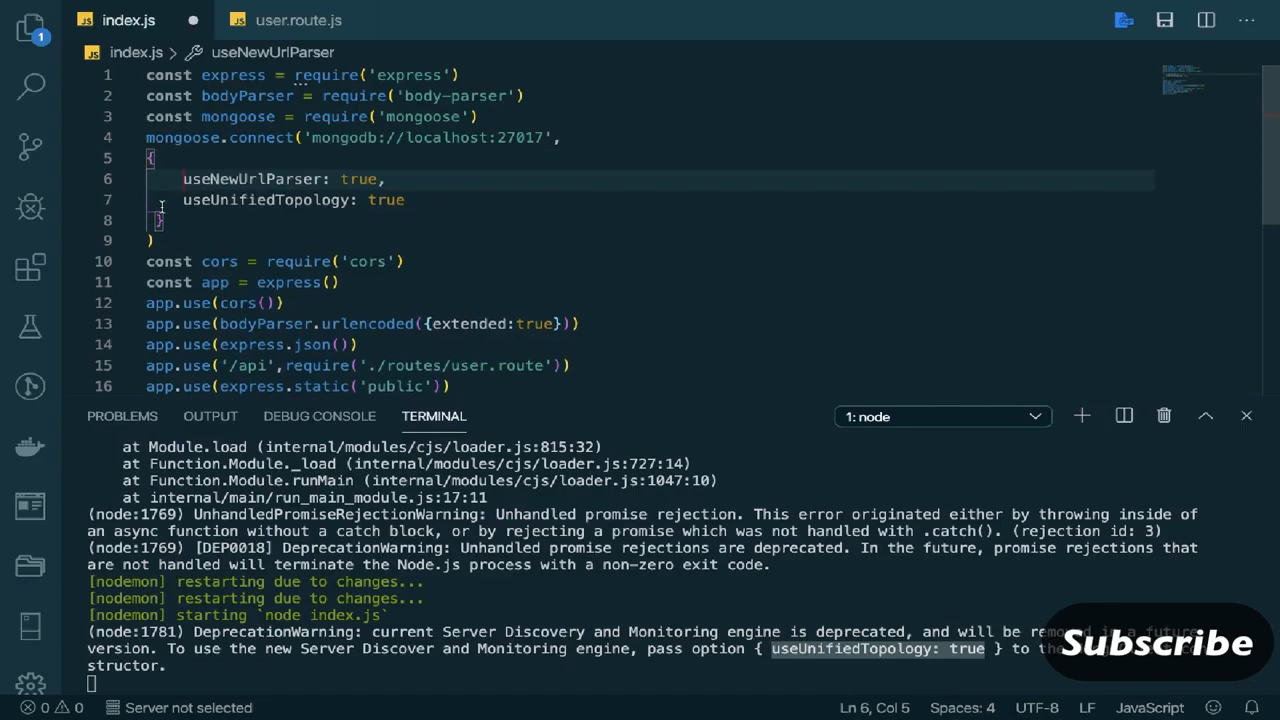 index.js
user.route.js
1
index.js > useNewUrlParser
1 const express = require('express')
2 const bodyParser = require('body-parser')
3 const mongoose = require('mongoose')
4 mongoose.connect('mongodb://localhost:27017',
5 {
6 useNewUrlParser: true,
7 useUnifiedTopology: true
8 }
9 )
10 const cors = require('cors')
11 const app = express()
12 app.use(cors())
13 app.use(bodyParser.urlencoded({extended:true}))
14 app.use(express.json())
15 app.use('/api',require('./routes/user.route'))
16 app.use(express.static('public'))
PROBLEMS OUTPUT DEBUG CONSOLE TERMINAL 1: node
at Module.load (internal/modules/cjs/loader.js:815:32)
at Function.Module._load (internal/modules/cjs/loader.js:727:14)
at Function.Module.runMain (internal/modules/cjs/loader.js:1047:10)
at internal/main/run_main_module.js:17:11
(node:1769) UnhandledPromiseRejectionWarning: Unhandled promise rejection. This error originated either by throwing inside of
an async function without a catch block, or by rejecting a promise which was not handled with .catch(). (rejection id: 3)
(node:1769) [DEP0018] DeprecationWarning: Unhandled promise rejections are deprecated. In the future, promise rejections that
are not handled will terminate the Node.js process with a non-zero exit code.
[nodemon] restarting due to changes...
[nodemon] restarting due to changes...
[nodemon] starting `node index.js`
(node:1781) DeprecationWarning: current Server Discovery and Monitoring engine is deprecated, and will be removed in a future
version. To use the new Server Discover and Monitoring engine, pass option { useUnifiedTopology: true } to the
structor.
Subscribe
0 0 Server not selected Ln 6, Col 5 Spaces: 4 UTF-8 LF JavaScript